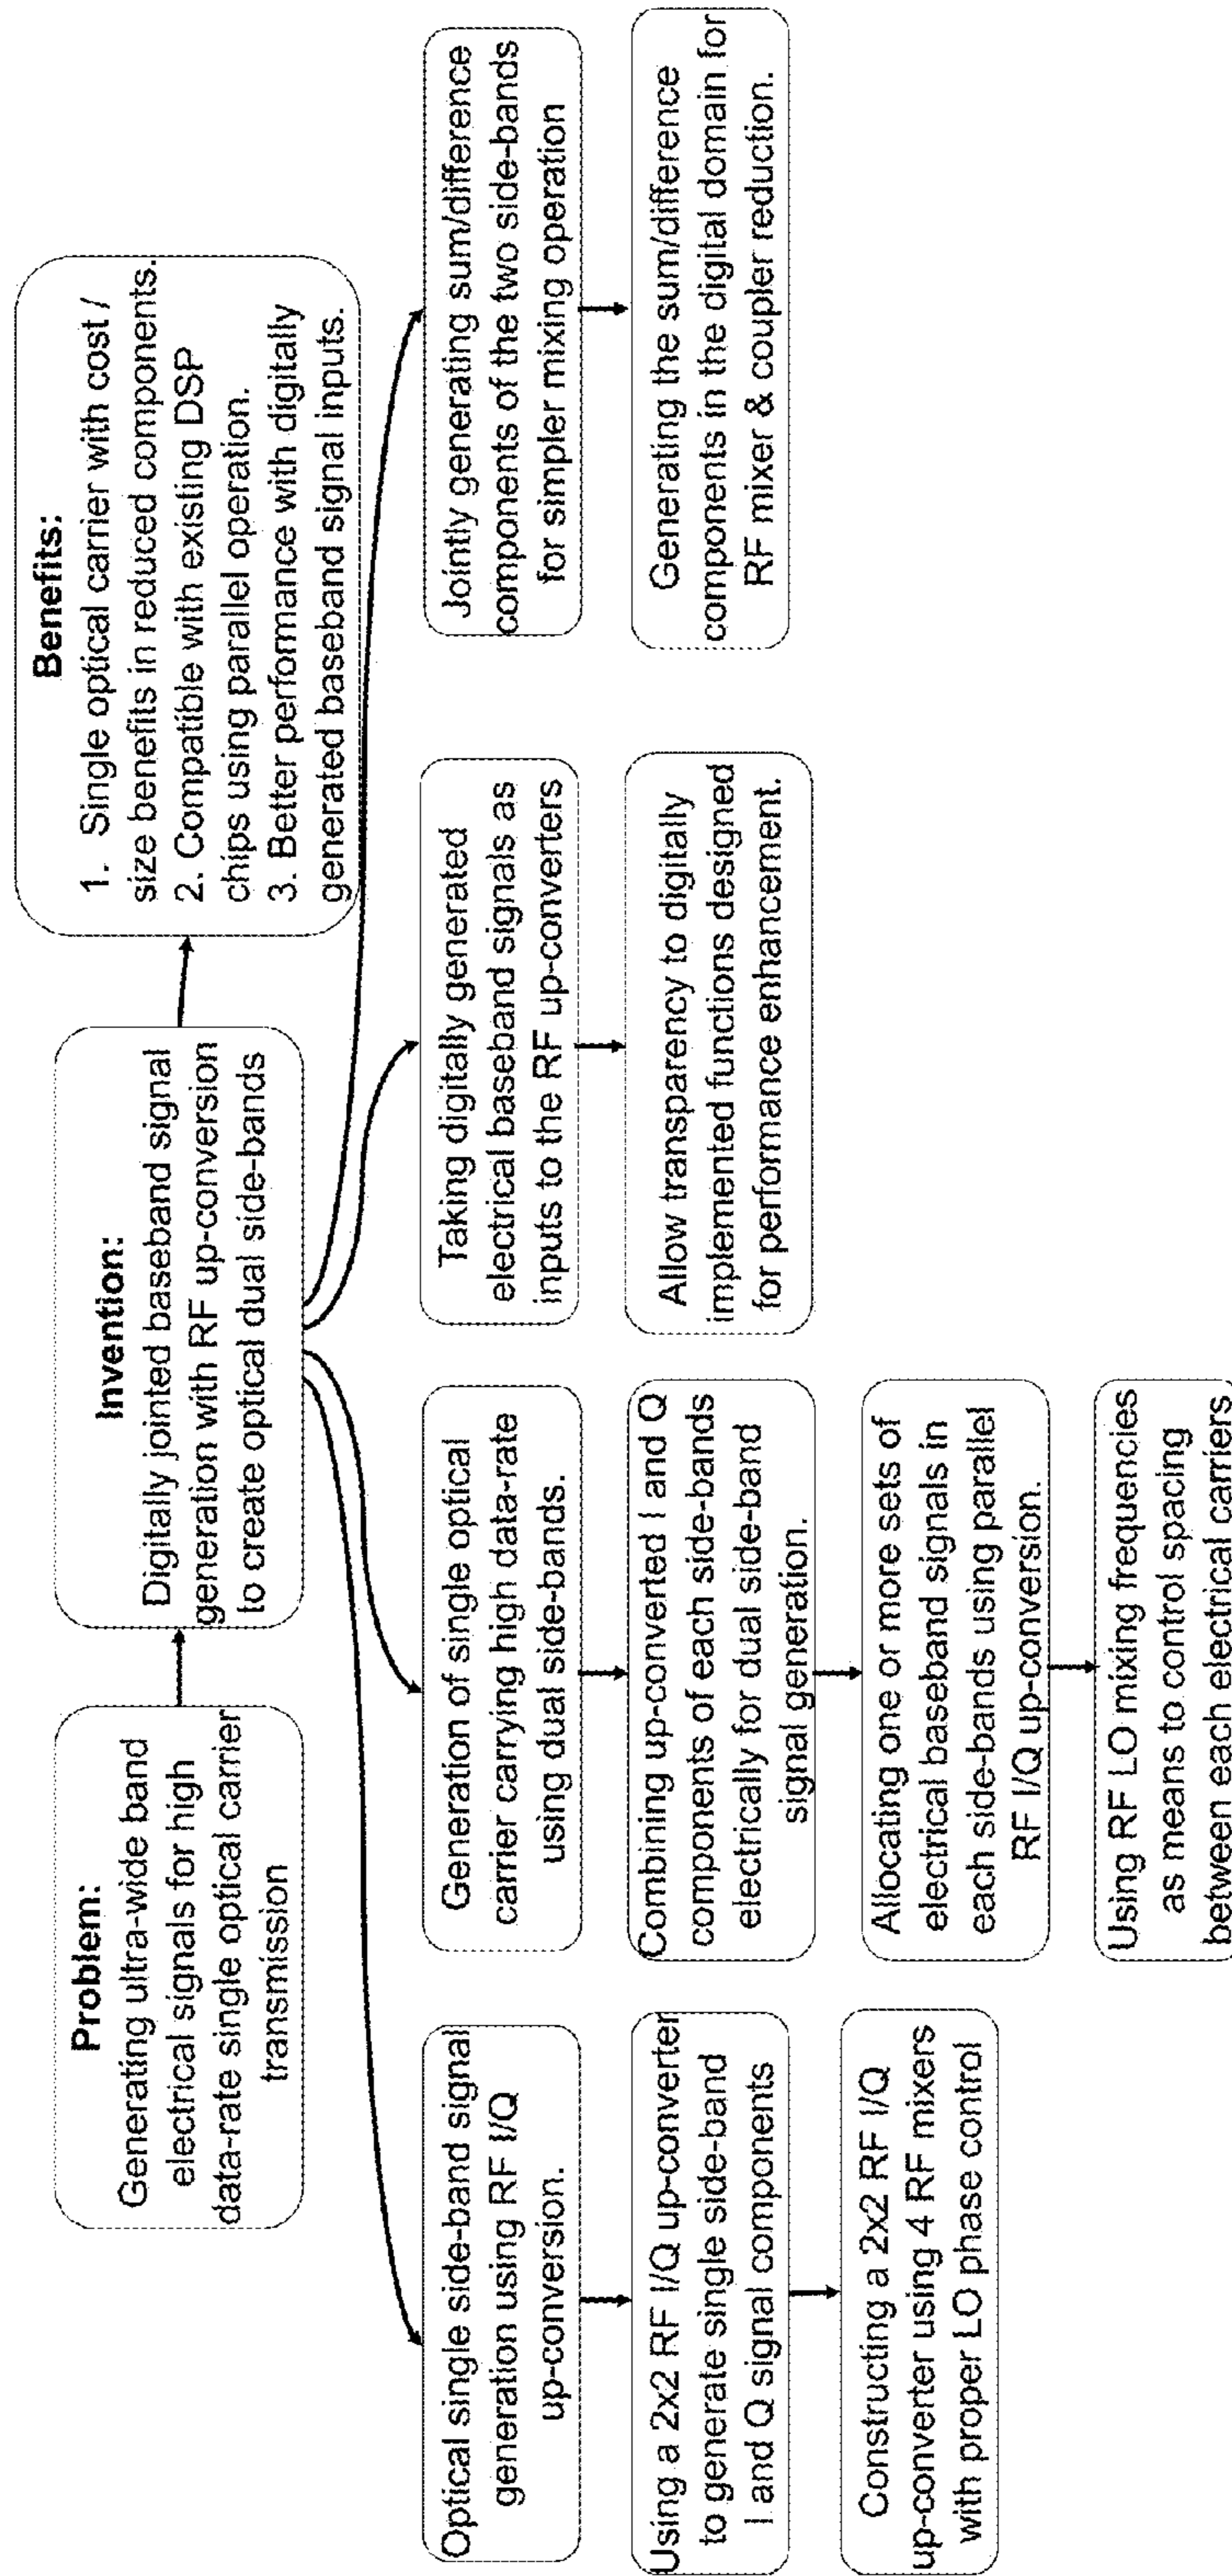 Problem:
Generating ultra-wide band
electrical signals for high
data-rate single optical carrier
transmission
Invention:
Digitally jointed baseband signal
generation with RF up-conversion
to create optical dual side-bands
Benefits:
1. Single optical carrier with cost /
size benefits in reduced components.
2. Compatible with existing DSP
chips using parallel operation.
3. Better performance with digitally
generated baseband signal inputs.
Optical single side-band signal
generation using RF I/Q
up-conversion.
Using a 2x2 RF I/Q up-converter
to generate single side-band
I and Q signal components
Constructing a 2x2 RF I/Q
up-converter using 4 RF mixers
with proper LO phase control
Generation of single optical
carrier carrying high data-rate
using dual side-bands.
Combining up-converted I and Q
components of each side-bands
electrically for dual side-band
signal generation.
Allocating one or more sets of
electrical baseband signals in
each side-bands using parallel
RF I/Q up-conversion.
Using RF LO mixing frequencies
as means to control spacing
between each electrical carriers
Taking digitally generated
electrical baseband signals as
inputs to the RF up-converters
Allow transparency to digitally
implemented functions designed
for performance enhancement.
Jointly generating sum/difference
components of the two side-bands
for simpler mixing operation
Generating the sum/difference
components in the digital domain for
RF mixer & coupler reduction.